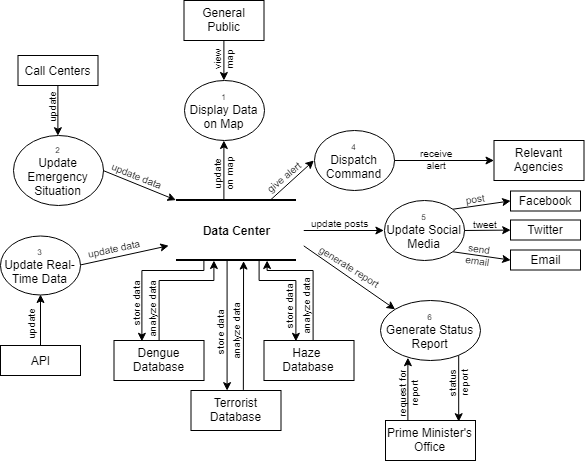 General
Public
Call Centers
view
map
update
1
Display Data
on Map
2
Update
Emergency
Situation
update data
update
on map
give alert
4
Dispatch
Command
receive
alert
Relevant
Agencies
post
Facebook
Data Center
update posts
5
Update Social
Media
tweet
Twitter
send
email
Email
3
Update Real-
Time Data
update data
generate report
update
API
store data
analyze data
store data
analyze data
store data
analyze data
Dengue
Database
Terrorist
Database
Haze
Database
6
Generate Status
Report
request for
report
status
report
Prime Minister's
Office